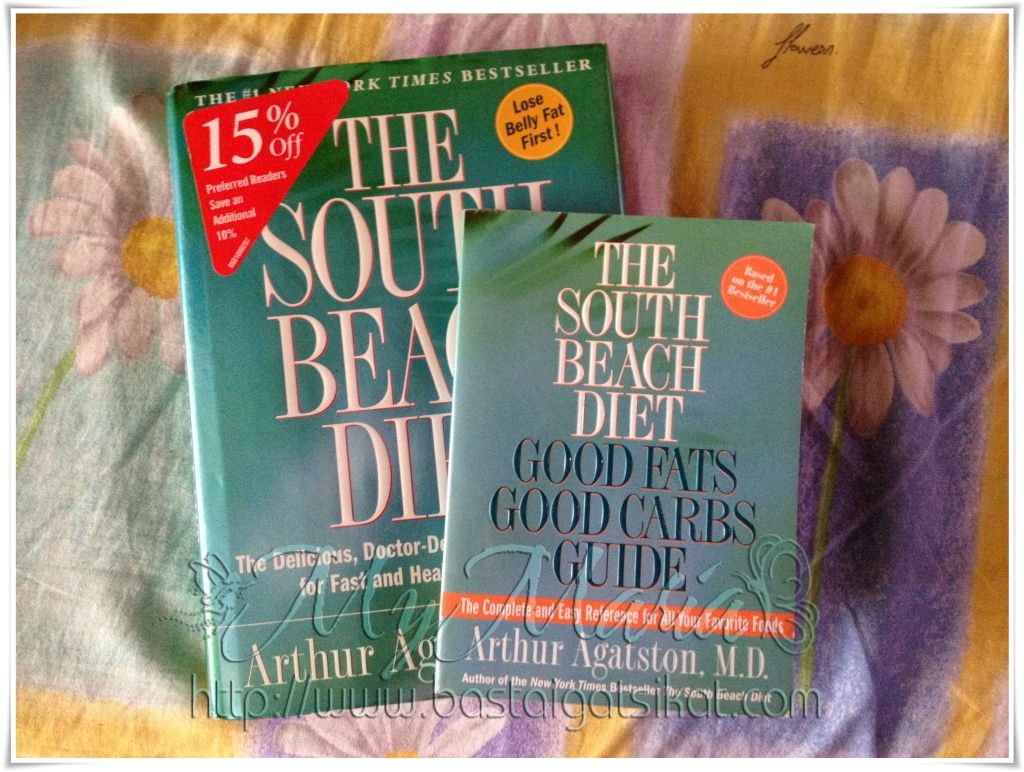 flowers.
THE #1 N YORK TIMES BESTSELLER
15% Off
Preferred Readers
Save an
Additional
10%
Lose
Belly Fat
First!
THE
SOUTH
BEAC
DIE
The Delicious, Doctor-De
for Fast and Hea
Arthur Ag
THE
SOUTH
BEACH
DIET
GOOD FATS
GOOD CARBS
GUIDE
Based
on the #1
Bestseller
The Complete and Easy Reference for All Your Favorite Foods
Arthur Agatston, M.D.
Author of the New York Times Bestseller The South Beach Diet
My Maria
http://www.bastaigatsikat.com